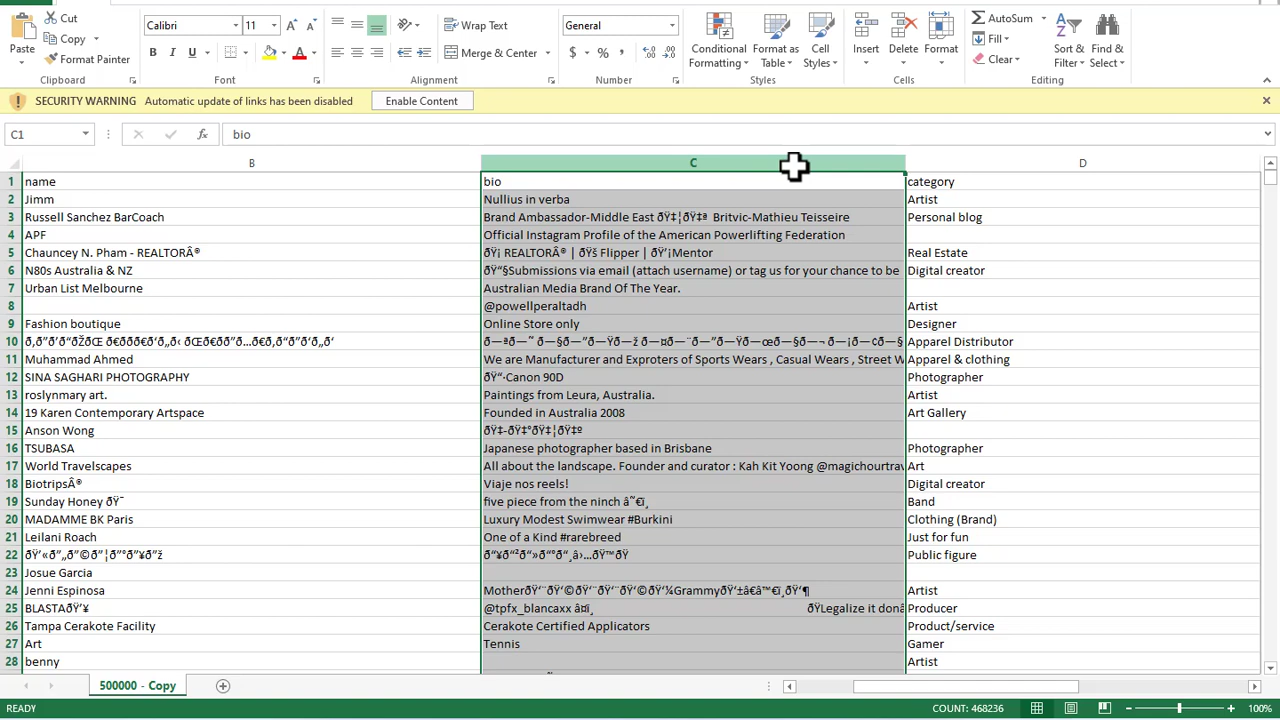 Cut
Copy
Format Painter
Paste
Clipboard
Calibri
11
B I U
Font
Wrap Text
Merge & Center
Alignment
General
$ % ,
Number
Conditional Formatting
Format as Table
Cell Styles
Styles
Insert
Delete
Format
Cells
AutoSum
Fill
Clear
Sort & Filter
Find & Select
Editing
SECURITY WARNING Automatic update of links has been disabled
Enable Content
C1 fx bio
B C D
1 name bio category
2 Jimm Nullius in verba Artist
3 Russell Sanchez BarCoach Brand Ambassador-Middle East Britvic-Mathieu Teisseire Personal blog
4 APF Official Instagram Profile of the American Powerlifting Federation
5 Chauncey N. Pham - REALTORÂ® REALTORÂ® | Flipper | Mentor Real Estate
6 N80s Australia & NZ Submissions via email (attach username) or tag us for your chance to be Digital creator
7 Urban List Melbourne Australian Media Brand Of The Year.
8 @powellperaltadh Artist
9 Fashion boutique Online Store only Designer
10 Apparel Distributor
11 Muhammad Ahmed We are Manufacturer and Exproters of Sports Wears , Casual Wears , Street W Apparel & clothing
12 SINA SAGHARI PHOTOGRAPHY ðŸ“·Canon 90D Photographer
13 roslynmary art. Paintings from Leura, Australia. Artist
14 19 Karen Contemporary Artspace Founded in Australia 2008 Art Gallery
15 Anson Wong
16 TSUBASA Japanese photographer based in Brisbane Photographer
17 World Travelscapes All about the landscape. Founder and curator : Kah Kit Yoong @magichourtrav Art
18 BiotripsÂ® Viaje nos reels! Digital creator
19 Sunday Honey five piece from the ninch Band
20 MADAMME BK Paris Luxury Modest Swimwear #Burkini Clothing (Brand)
21 Leilani Roach One of a Kind #rarebreed Just for fun
22 Public figure
23 Josue Garcia
24 Jenni Espinosa Mother Grammy Artist
25 BLASTAðŸ’¥ @tpfx_blancaxx Legalize it Producer
26 Tampa Cerakote Facility Cerakote Certified Applicators Product/service
27 Art Tennis Gamer
28 benny Artist
500000 - Copy
READY COUNT: 468236 100%